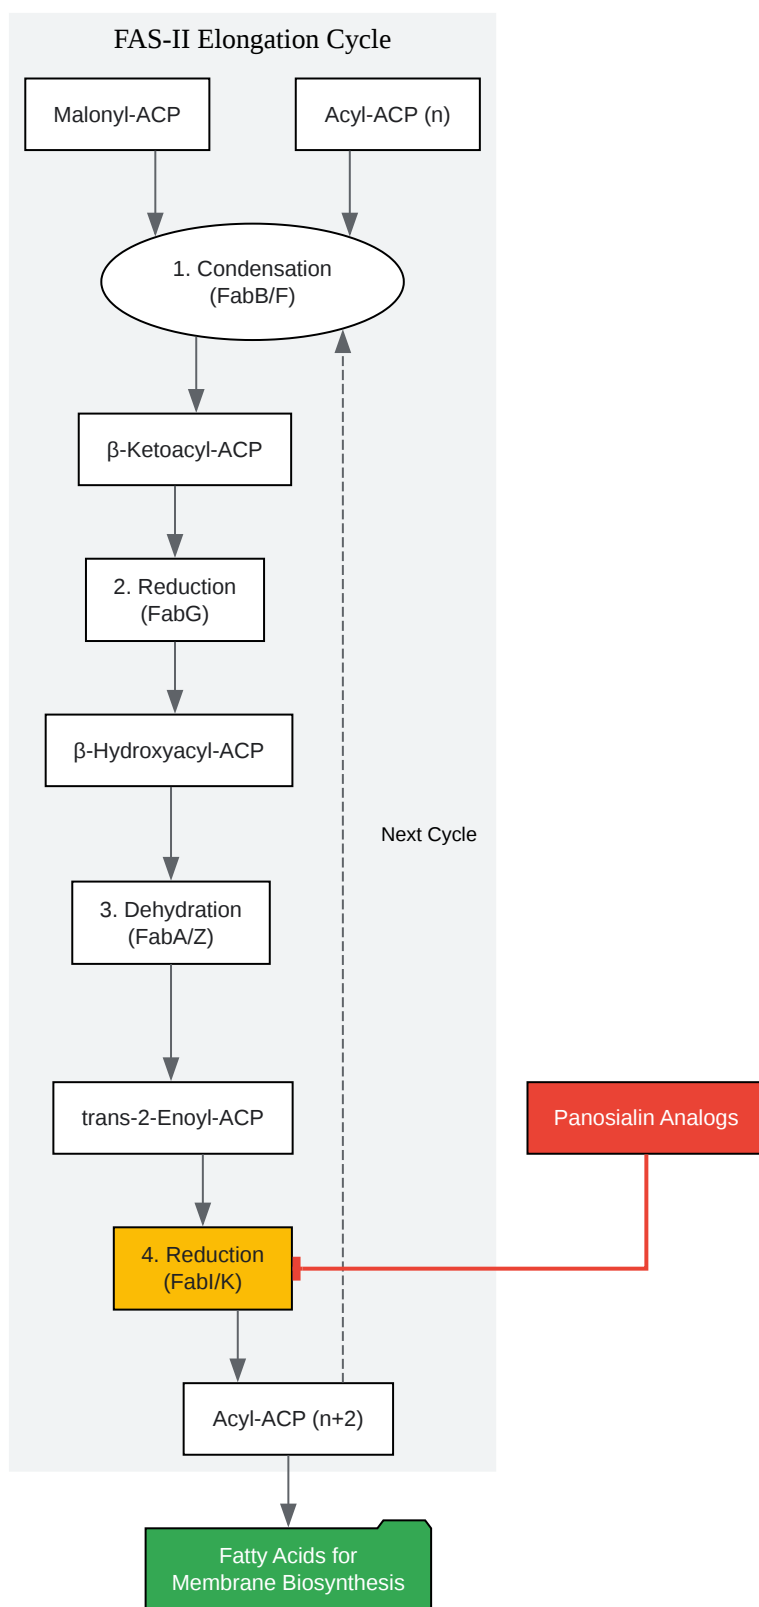 FAS-II Elongation Cycle
Malonyl-ACP
Acyl-ACP (n)
1. Condensation
(FabB/F)
β-Ketoacyl-ACP
2. Reduction
(FabG)
β-Hydroxyacyl-ACP
Next Cycle
3. Dehydration
(FabA/Z)
trans-2-Enoyl-ACP
Panosialin Analogs
4. Reduction
(FabI/K)
Acyl-ACP (n+2)
Fatty Acids for
Membrane Biosynthesis